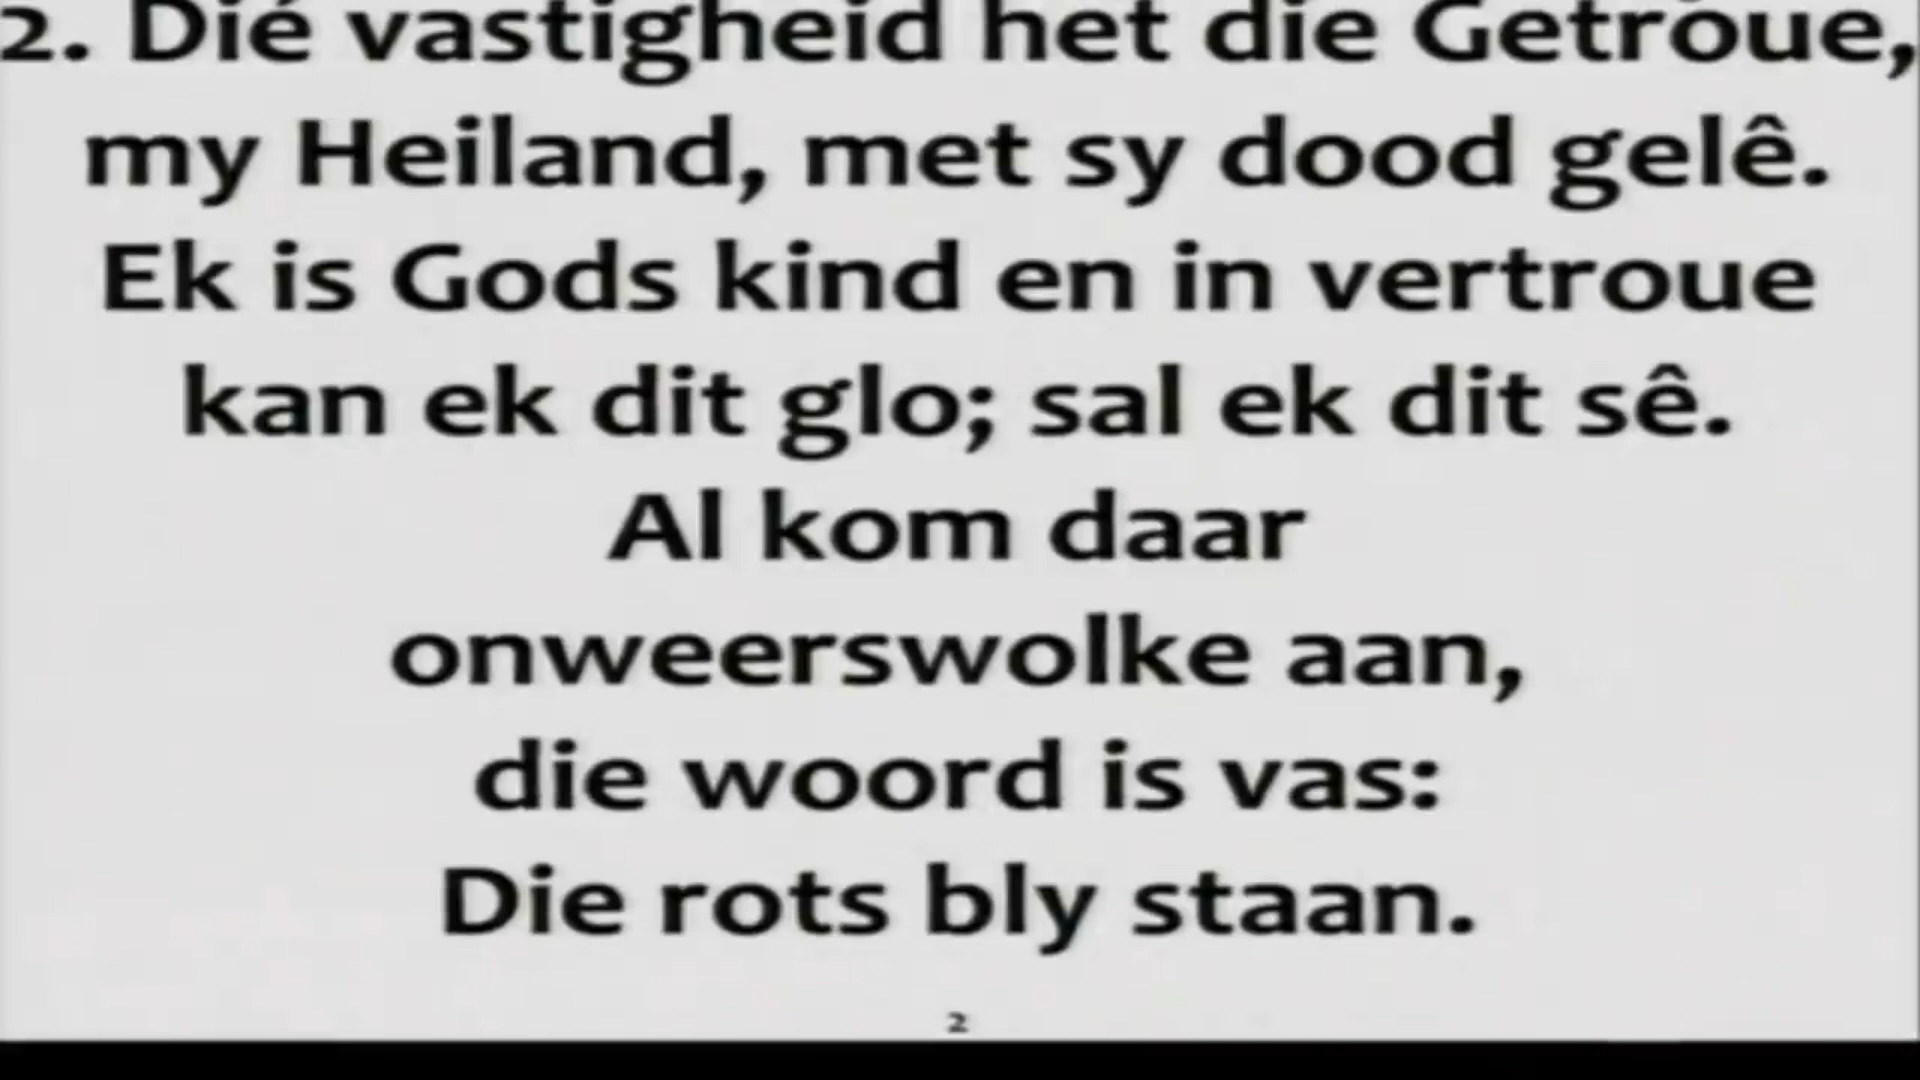 2. Dié vastigheid het die Getroue,
my Heiland, met sy dood gelê.
Ek is Gods kind en in vertroue
kan ek dit glo; sal ek dit sê.
Al kom daar
onweerswolke aan,
die woord is vas:
Die rots bly staan.
2